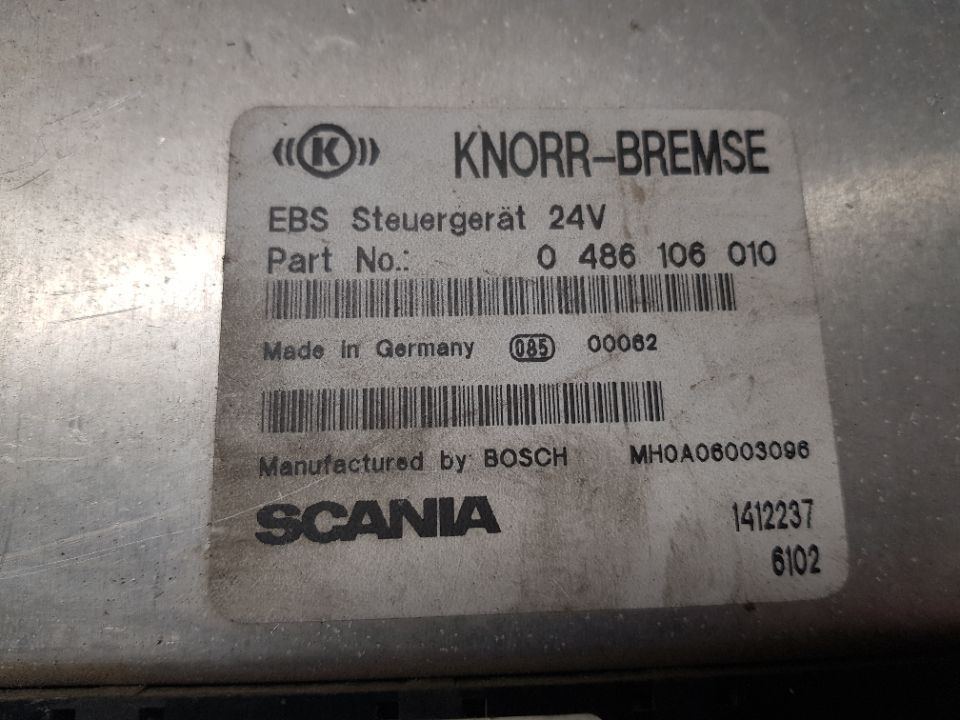 ((K)) KNORR-BREMSE
EBS Steuergerät 24V
Part No.: 0 486 106 010
Made in Germany 085 00062
Manufactured by BOSCH MH0A06003096
SCANIA 1412237
6102